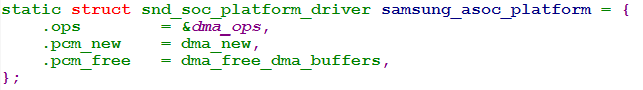 static struct snd_soc_platform_driver samsung_asoc_platform = {
    .ops        = &dma_ops,
    .pcm_new    = dma_new,
    .pcm_free   = dma_free_dma_buffers,
};